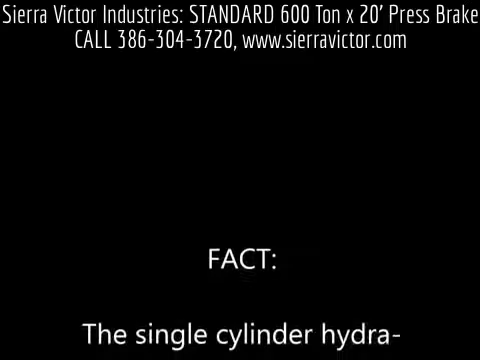 Sierra Victor Industries: STANDARD 600 Ton x 20' Press Brake
CALL 386-304-3720, www.sierravictor.com
FACT:
The single cylinder hydra-